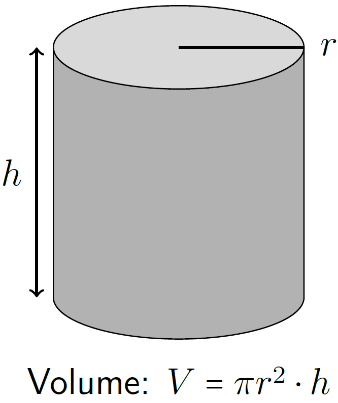 r
h
Volume: V = πr² · h